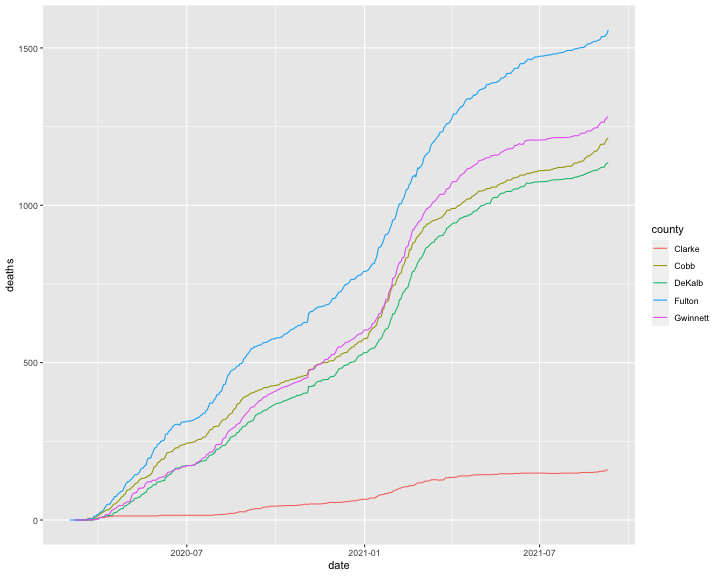 1500
1000
500
0
deaths
2020-07
2021-01
2021-07
date
county
Clarke
Cobb
DeKalb
Fulton
Gwinnett